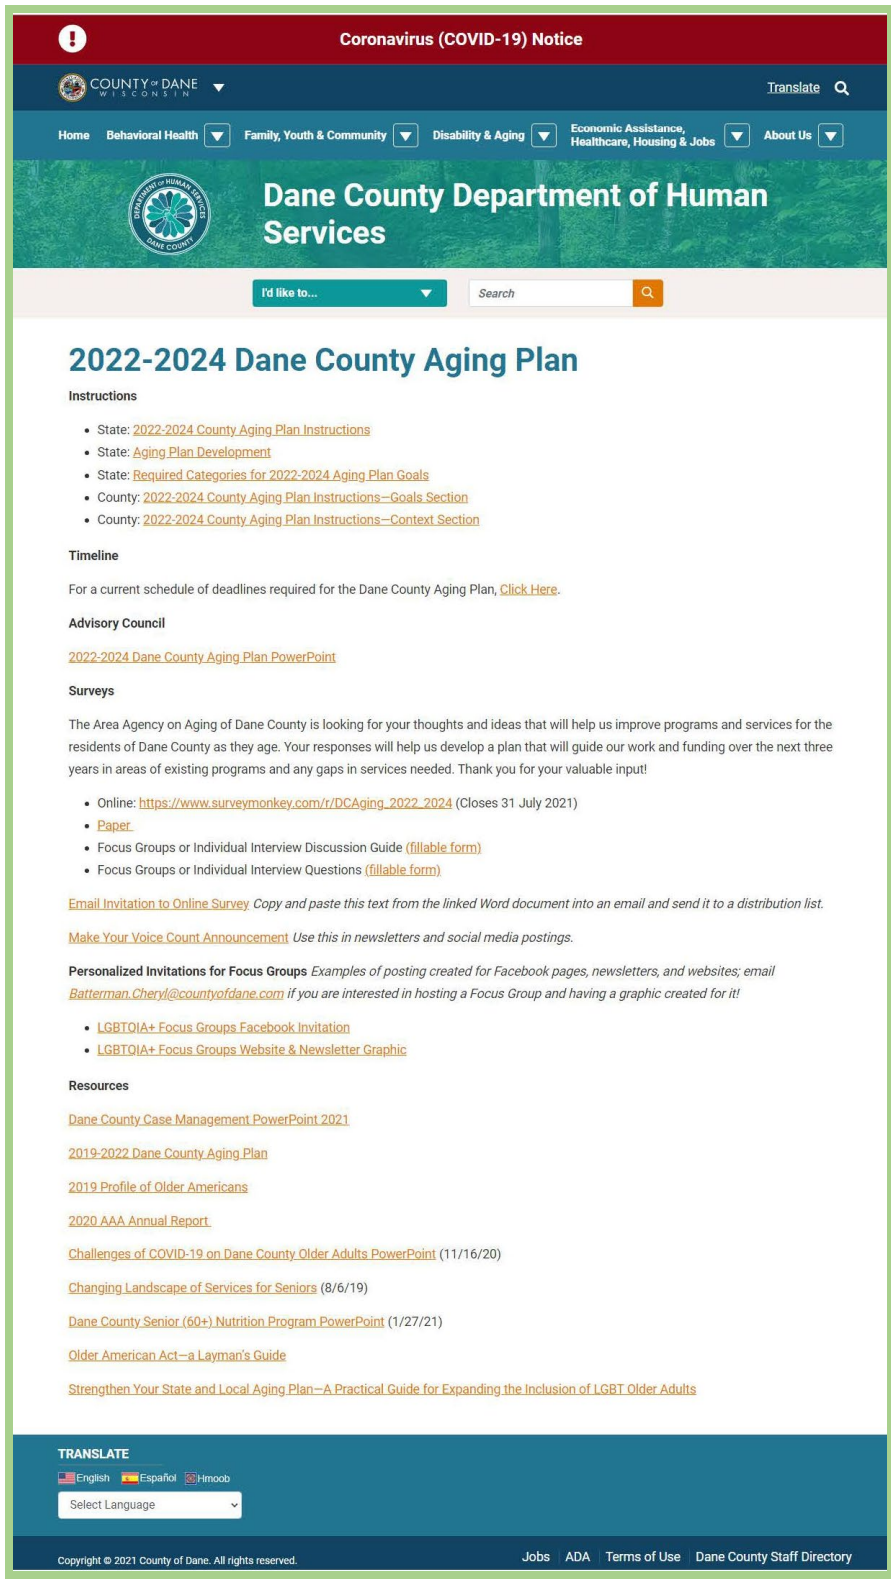 Coronavirus (COVID-19) Notice
COUNTY OF DANE
WISCONSIN
Translate
Home Behavioral Health Family, Youth & Community Disability & Aging Economic Assistance, Healthcare, Housing & Jobs About Us
DEPARTMENT OF HUMAN SERVICES
DANE COUNTY
Dane County Department of Human
Services
I'd like to...
Search
2022-2024 Dane County Aging Plan
Instructions
• State: 2022-2024 County Aging Plan Instructions
• State: Aging Plan Development
• State: Required Categories for 2022-2024 Aging Plan Goals
• County: 2022-2024 County Aging Plan Instructions—Goals Section
• County: 2022-2024 County Aging Plan Instructions—Context Section
Timeline
For a current schedule of deadlines required for the Dane County Aging Plan, Click Here.
Advisory Council
2022-2024 Dane County Aging Plan PowerPoint
Surveys
The Area Agency on Aging of Dane County is looking for your thoughts and ideas that will help us improve programs and services for the
residents of Dane County as they age. Your responses will help us develop a plan that will guide our work and funding over the next three
years in areas of existing programs and any gaps in services needed. Thank you for your valuable input!
• Online: https://www.surveymonkey.com/r/DCAging_2022_2024 (Closes 31 July 2021)
• Paper
• Focus Groups or Individual Interview Discussion Guide (fillable form)
• Focus Groups or Individual Interview Questions (fillable form)
Email Invitation to Online Survey Copy and paste this text from the linked Word document into an email and send it to a distribution list.
Make Your Voice Count Announcement Use this in newsletters and social media postings.
Personalized Invitations for Focus Groups Examples of posting created for Facebook pages, newsletters, and websites; email
Batterman.Cheryl@countyofdane.com if you are interested in hosting a Focus Group and having a graphic created for it!
• LGBTQIA+ Focus Groups Facebook Invitation
• LGBTQIA+ Focus Groups Website & Newsletter Graphic
Resources
Dane County Case Management PowerPoint 2021
2019-2022 Dane County Aging Plan
2019 Profile of Older Americans
2020 AAA Annual Report
Challenges of COVID-19 on Dane County Older Adults PowerPoint (11/16/20)
Changing Landscape of Services for Seniors (8/6/19)
Dane County Senior (60+) Nutrition Program PowerPoint (1/27/21)
Older American Act—a Layman's Guide
Strengthen Your State and Local Aging Plan—A Practical Guide for Expanding the Inclusion of LGBT Older Adults
TRANSLATE
English Español Hmoob
Select Language
Copyright © 2021 County of Dane. All rights reserved.
Jobs ADA Terms of Use Dane County Staff Directory